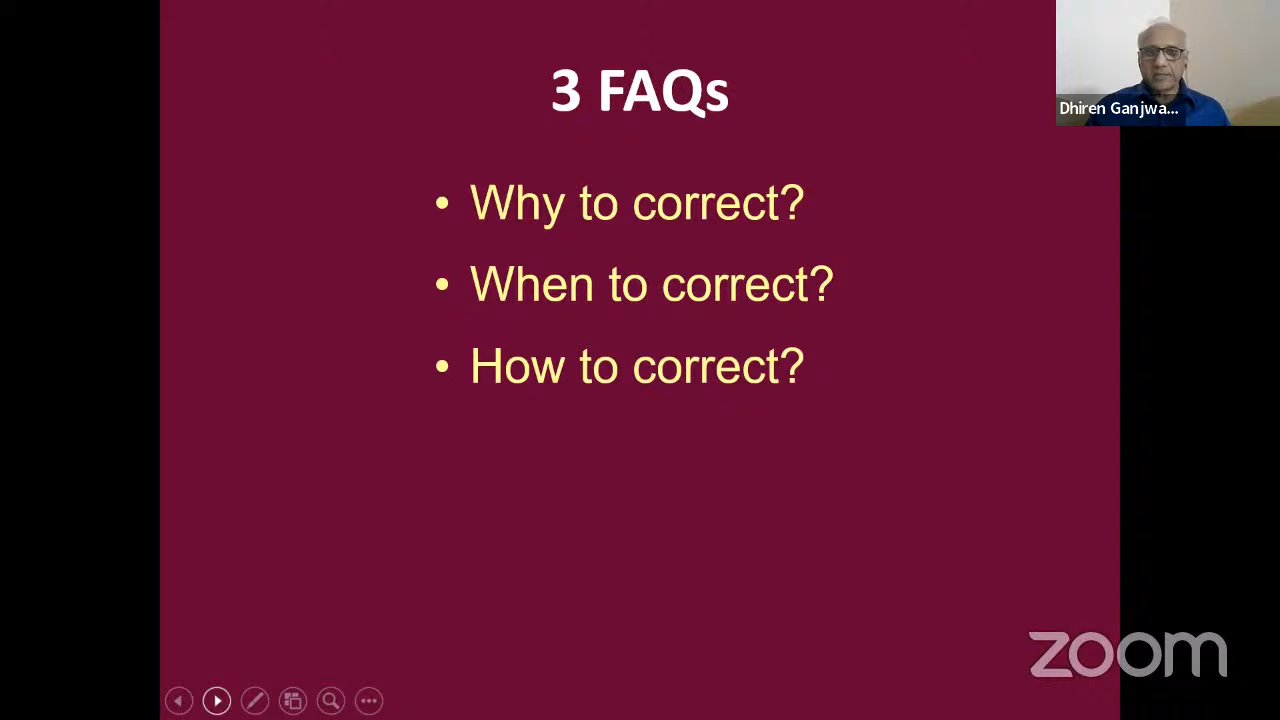 3 FAQs
Dhiren Ganjwa...
• Why to correct?
• When to correct?
• How to correct?
zoom